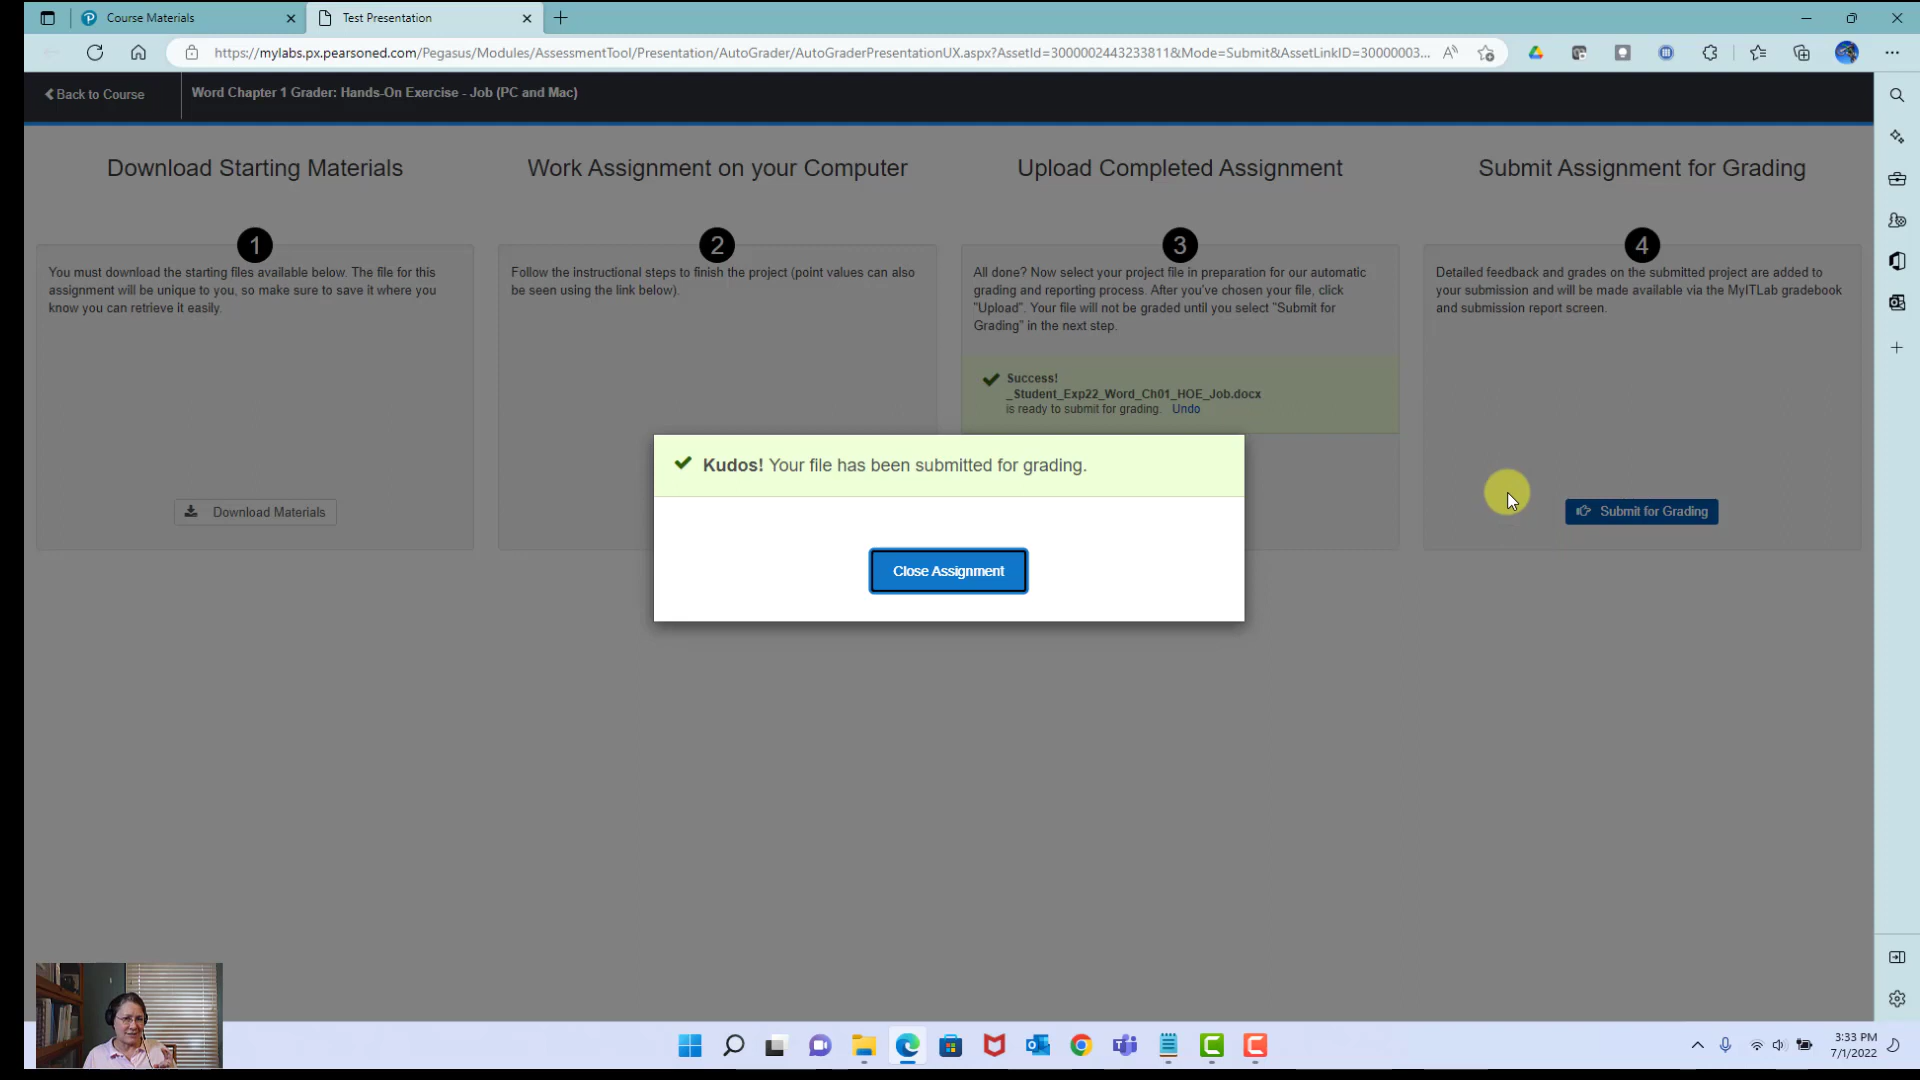 Course Materials
Test Presentation
https://mylabs.px.pearsoned.com/Pegasus/Modules/AssessmentTool/Presentation/AutoGrader/AutoGraderPresentationUX.aspx?AssetId=3000002443233811&Mode=Submit&AssetLinkID=30000003...
Back to Course
Word Chapter 1 Grader: Hands-On Exercise - Job (PC and Mac)
Download Starting Materials
1
You must download the starting files available below. The file for this
assignment will be unique to you, so make sure to save it where you
know you can retrieve it easily.
Download Materials
Work Assignment on your Computer
2
Follow the instructional steps to finish the project (point values can also
be seen using the link below).
Upload Completed Assignment
3
All done? Now select your project file in preparation for our automatic
grading and reporting process. After you've chosen your file, click
"Upload". Your file will not be graded until you select "Submit for
Grading" in the next step.
Success!
_Student_Exp22_Word_Ch01_HOE_Job.docx
is ready to submit for grading. Undo
Submit Assignment for Grading
4
Detailed feedback and grades on the submitted project are added to
your submission and will be made available via the MyITLab gradebook
and submission report screen.
Submit for Grading
Kudos! Your file has been submitted for grading.
Close Assignment
3:33 PM
7/1/2022